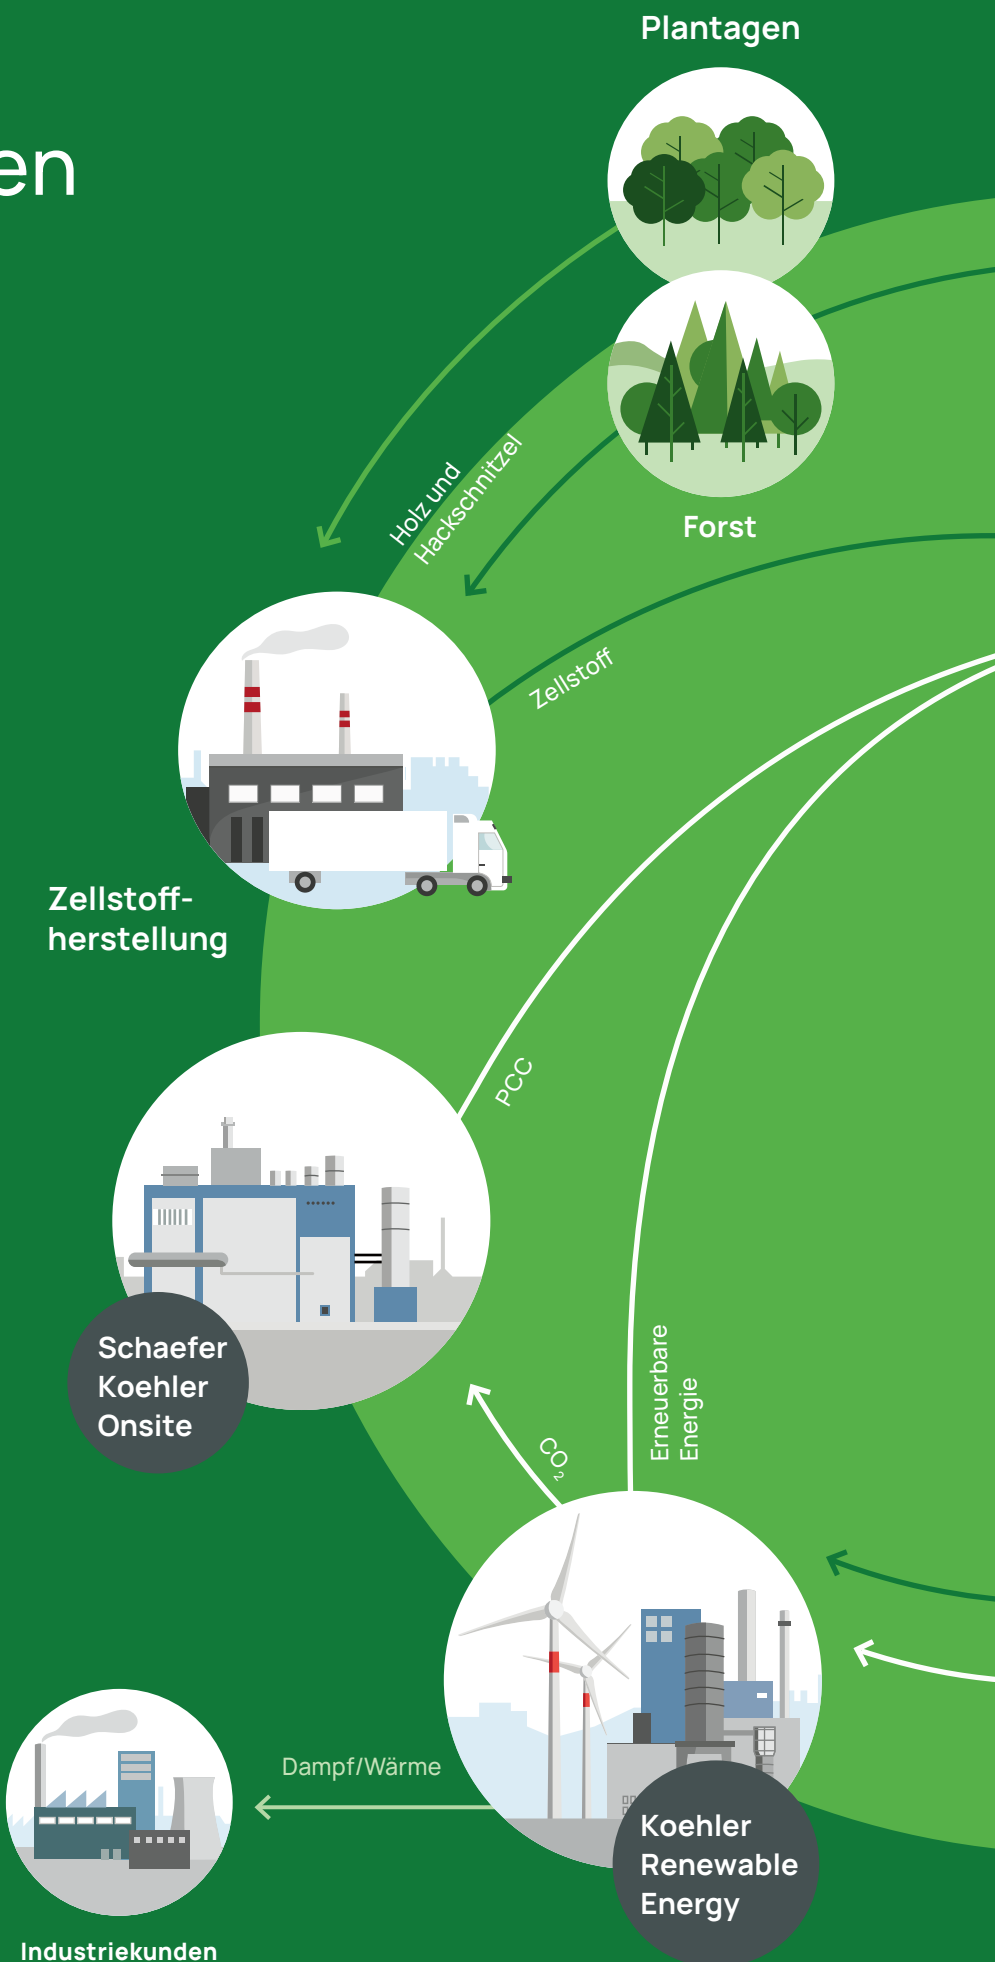 Plantagen
en
Holz und
Hackschnitzel
Forst
Zellstoff
Zellstoff-
herstellung
PCC
Schaefer
Koehler
Onsite
Erneuerbare
Energie
CO₂
Dampf/Wärme
Koehler
Renewable
Energy
Industriekunden